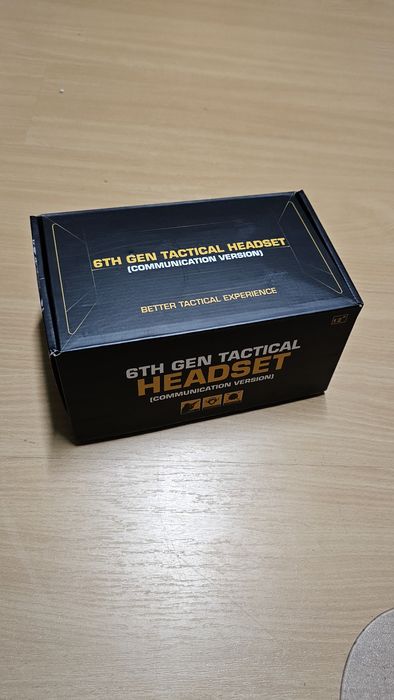 6TH GEN TACTICAL HEADSET
(COMMUNICATION VERSION)
BETTER TACTICAL EXPERIENCE
6TH GEN TACTICAL
HEADSET
(COMMUNICATION VERSION)